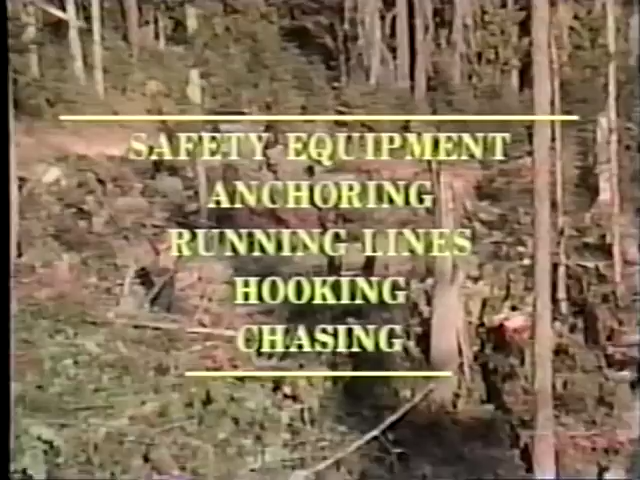 SAFETY EQUIPMENT
ANCHORING
RUNNING LINES
HOOKING
CHASING